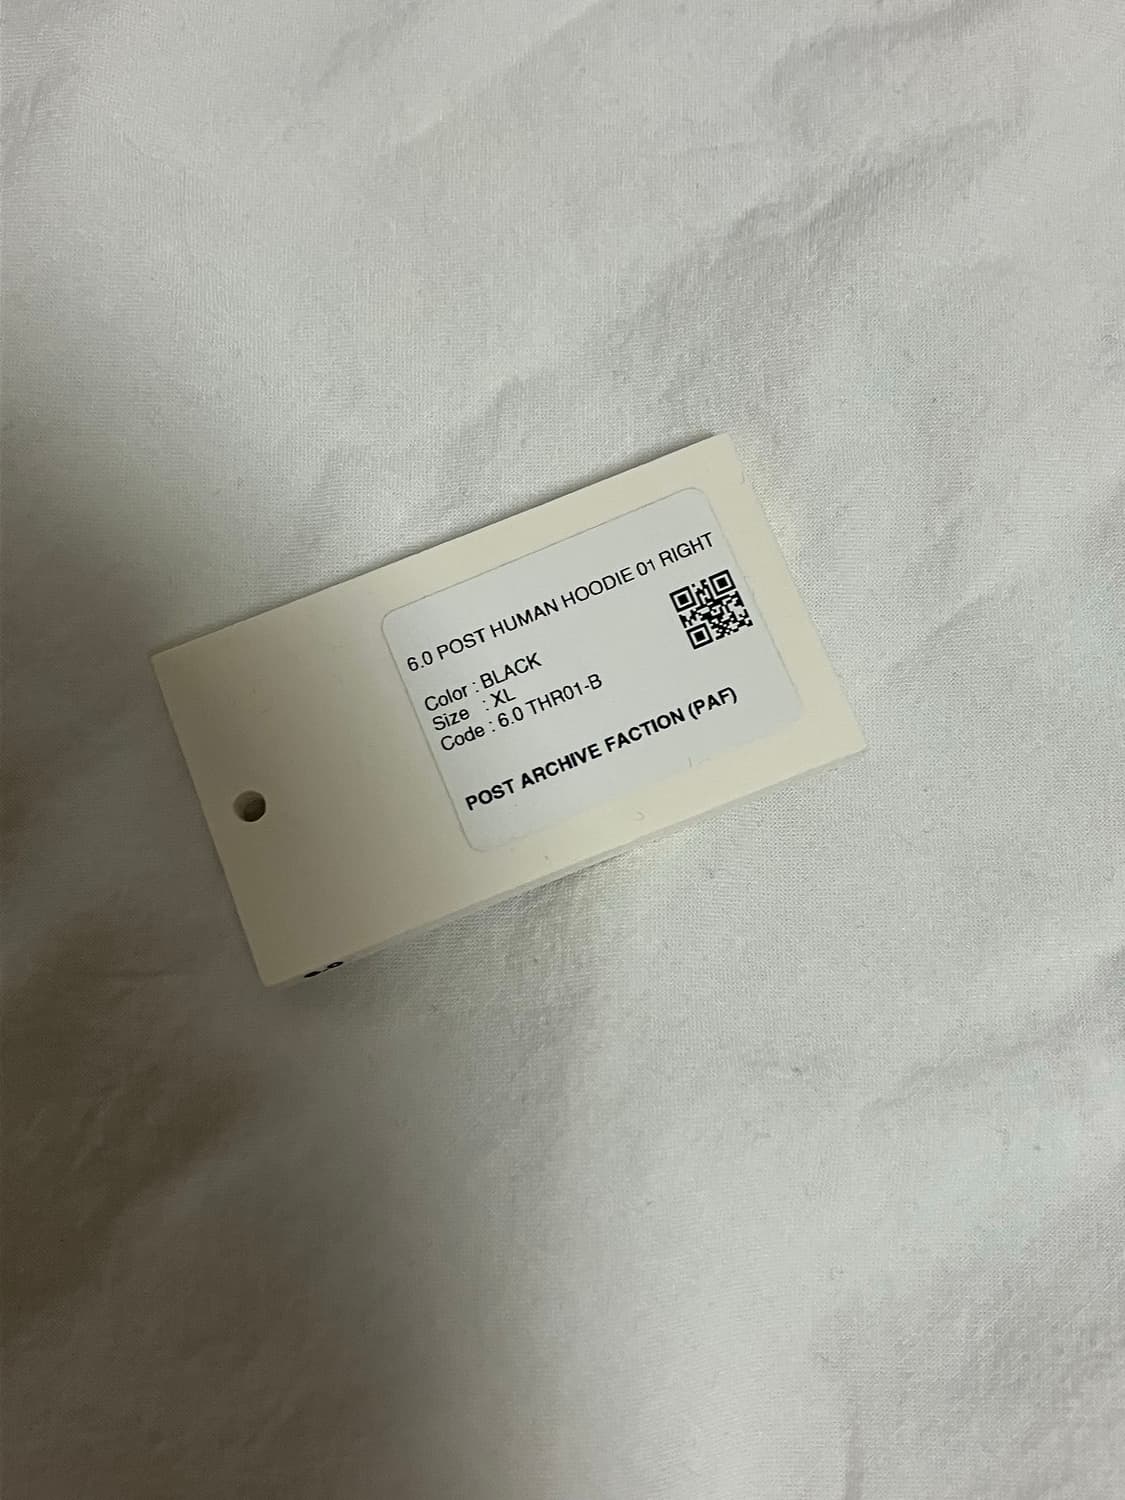 6.0 POST HUMAN HOODIE 01 RIGHT
Color : BLACK
Size : XL
Code : 6.0 THR01-B
POST ARCHIVE FACTION (PAF)